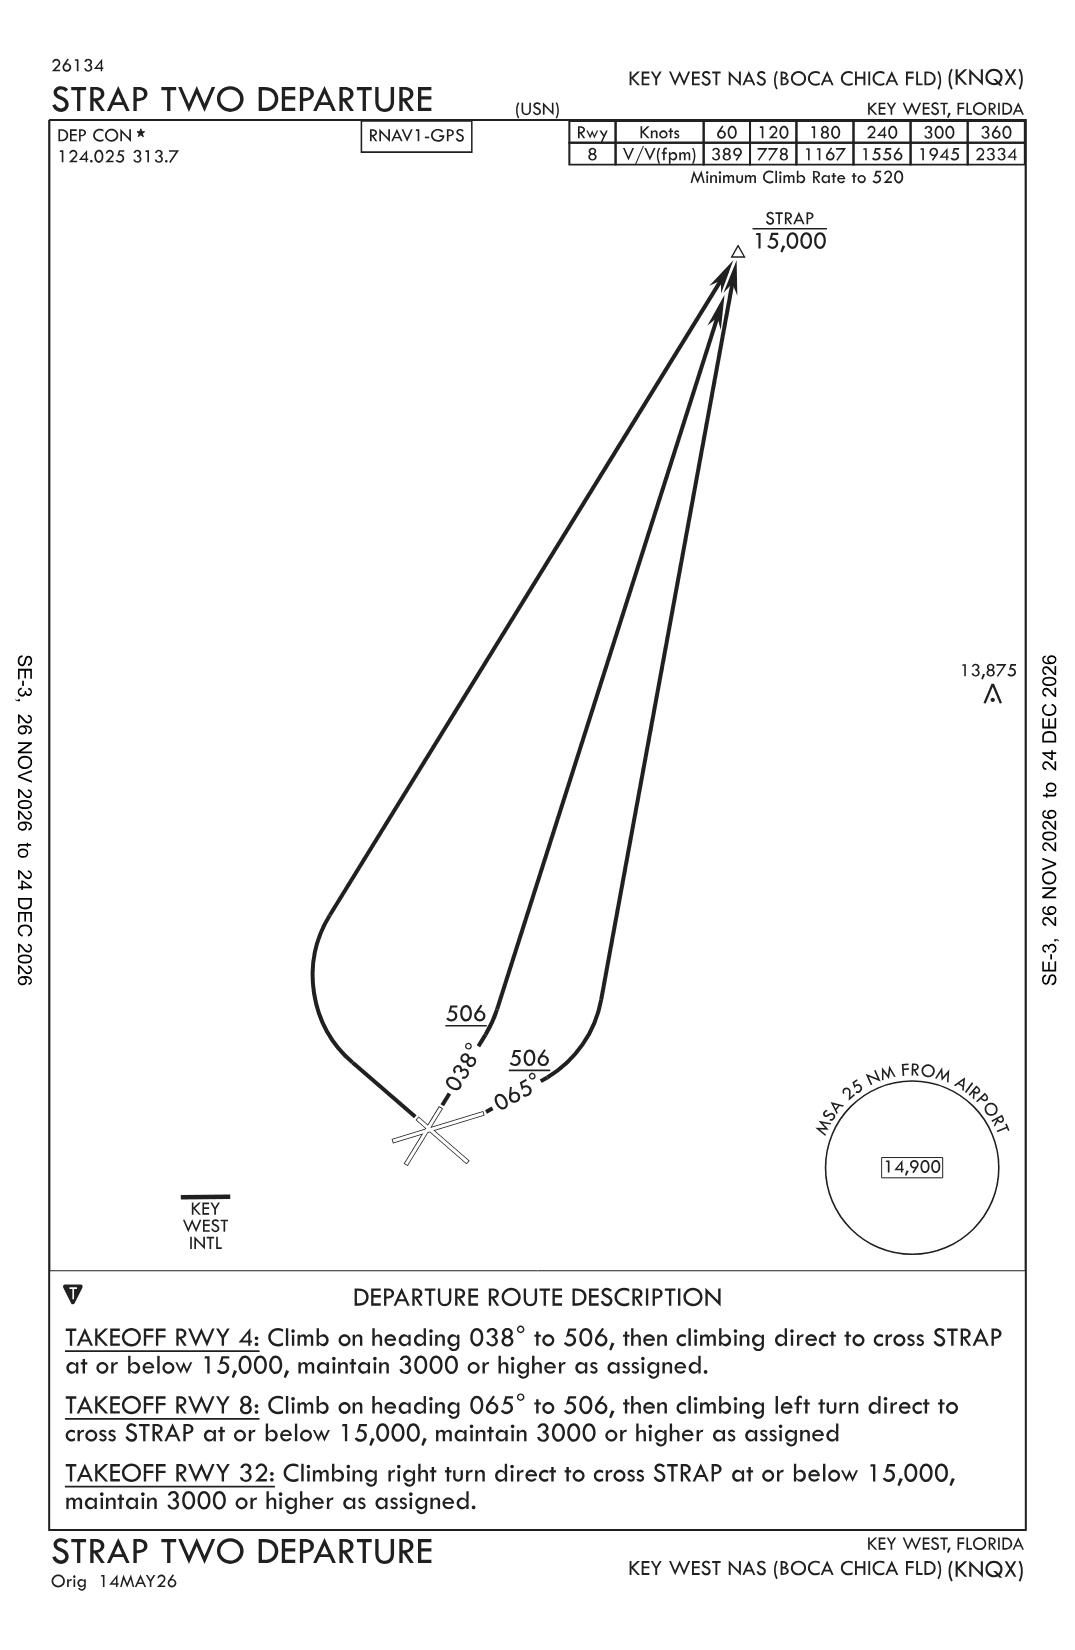 26134
STRAP TWO DEPARTURE
(USN)
KEY WEST NAS (BOCA CHICA FLD) (KNQX)
KEY WEST, FLORIDA
DEP CON ★
124.025 313.7
RNAV1-GPS
Rwy Knots 60 120 180 240 300 360
8 V/V(fpm) 389 778 1167 1556 1945 2334
Minimum Climb Rate to 520
STRAP
15,000
13,875
SE-3, 26 NOV 2026 to 24 DEC 2026
SE-3, 26 NOV 2026 to 24 DEC 2026
506
038°
506
065°
MSA 25 NM FROM AIRPORT
14,900
KEY
WEST
INTL
T
DEPARTURE ROUTE DESCRIPTION
TAKEOFF RWY 4: Climb on heading 038° to 506, then climbing direct to cross STRAP
at or below 15,000, maintain 3000 or higher as assigned.
TAKEOFF RWY 8: Climb on heading 065° to 506, then climbing left turn direct to
cross STRAP at or below 15,000, maintain 3000 or higher as assigned
TAKEOFF RWY 32: Climbing right turn direct to cross STRAP at or below 15,000,
maintain 3000 or higher as assigned.
STRAP TWO DEPARTURE
Orig 14MAY26
KEY WEST, FLORIDA
KEY WEST NAS (BOCA CHICA FLD) (KNQX)